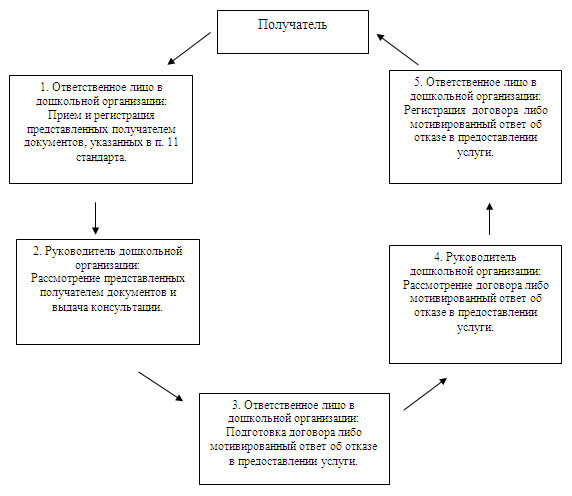 Получатель
1. Ответственное лицо в
дошкольной организации:
Прием и регистрация
представленных получателем
документов, указанных в п. 11
стандарта.
2. Руководитель дошкольной
организации:
Рассмотрение представленных
получателем документов и
выдача консультации.
3. Ответственное лицо в
дошкольной организации:
Подготовка договора либо
мотивированный ответ об отказе
в предоставлении услуги.
4. Руководитель
дошкольной организации:
Рассмотрение договора либо
мотивированный ответ об
отказе в предоставлении
услуги.
5. Ответственное лицо в
дошкольной организации:
Регистрация договора либо
мотивированный ответ об
отказе в предоставлении
услуги.